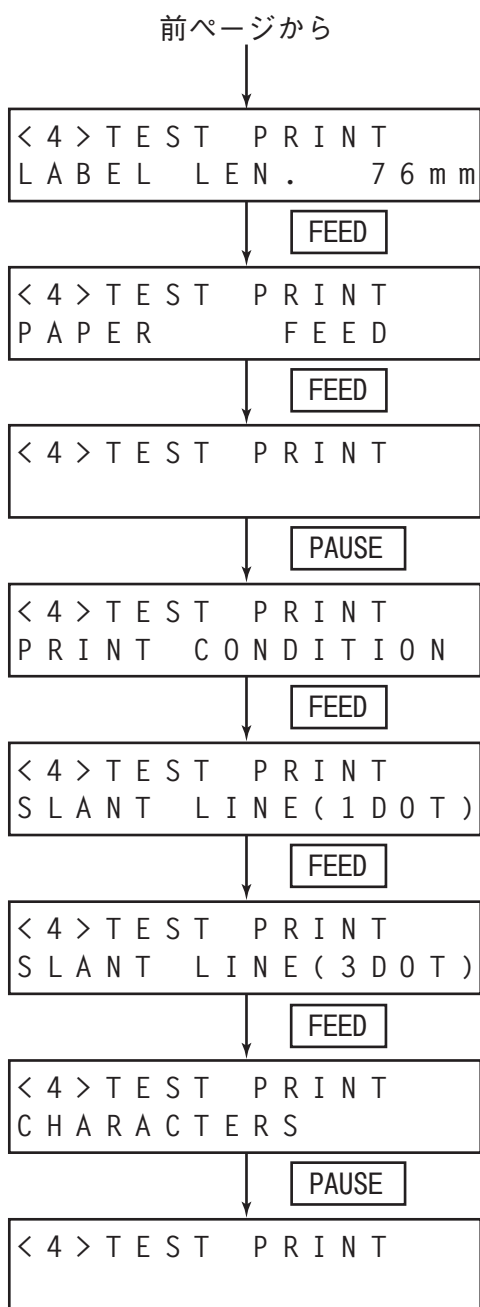 前ページから
<4>TEST PRINT
LABEL LEN. 76mm
FEED
<4>TEST PRINT
PAPER FEED
FEED
<4>TEST PRINT
PAUSE
<4>TEST PRINT
PRINT CONDITION
FEED
<4>TEST PRINT
SLANT LINE(1DOT)
FEED
<4>TEST PRINT
SLANT LINE(3DOT)
FEED
<4>TEST PRINT
CHARACTERS
PAUSE
<4>TEST PRINT